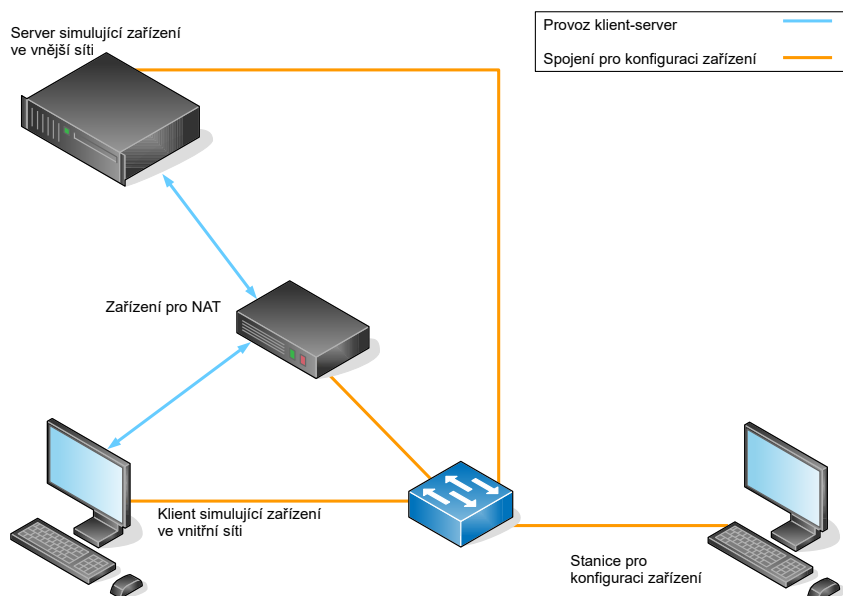 Server simulující zařízení
ve vnější síti
Provoz klient-server
Spojení pro konfiguraci zařízení
Zařízení pro NAT
Klient simulující zařízení
ve vnitřní síti
Stanice pro
konfiguraci zařízení